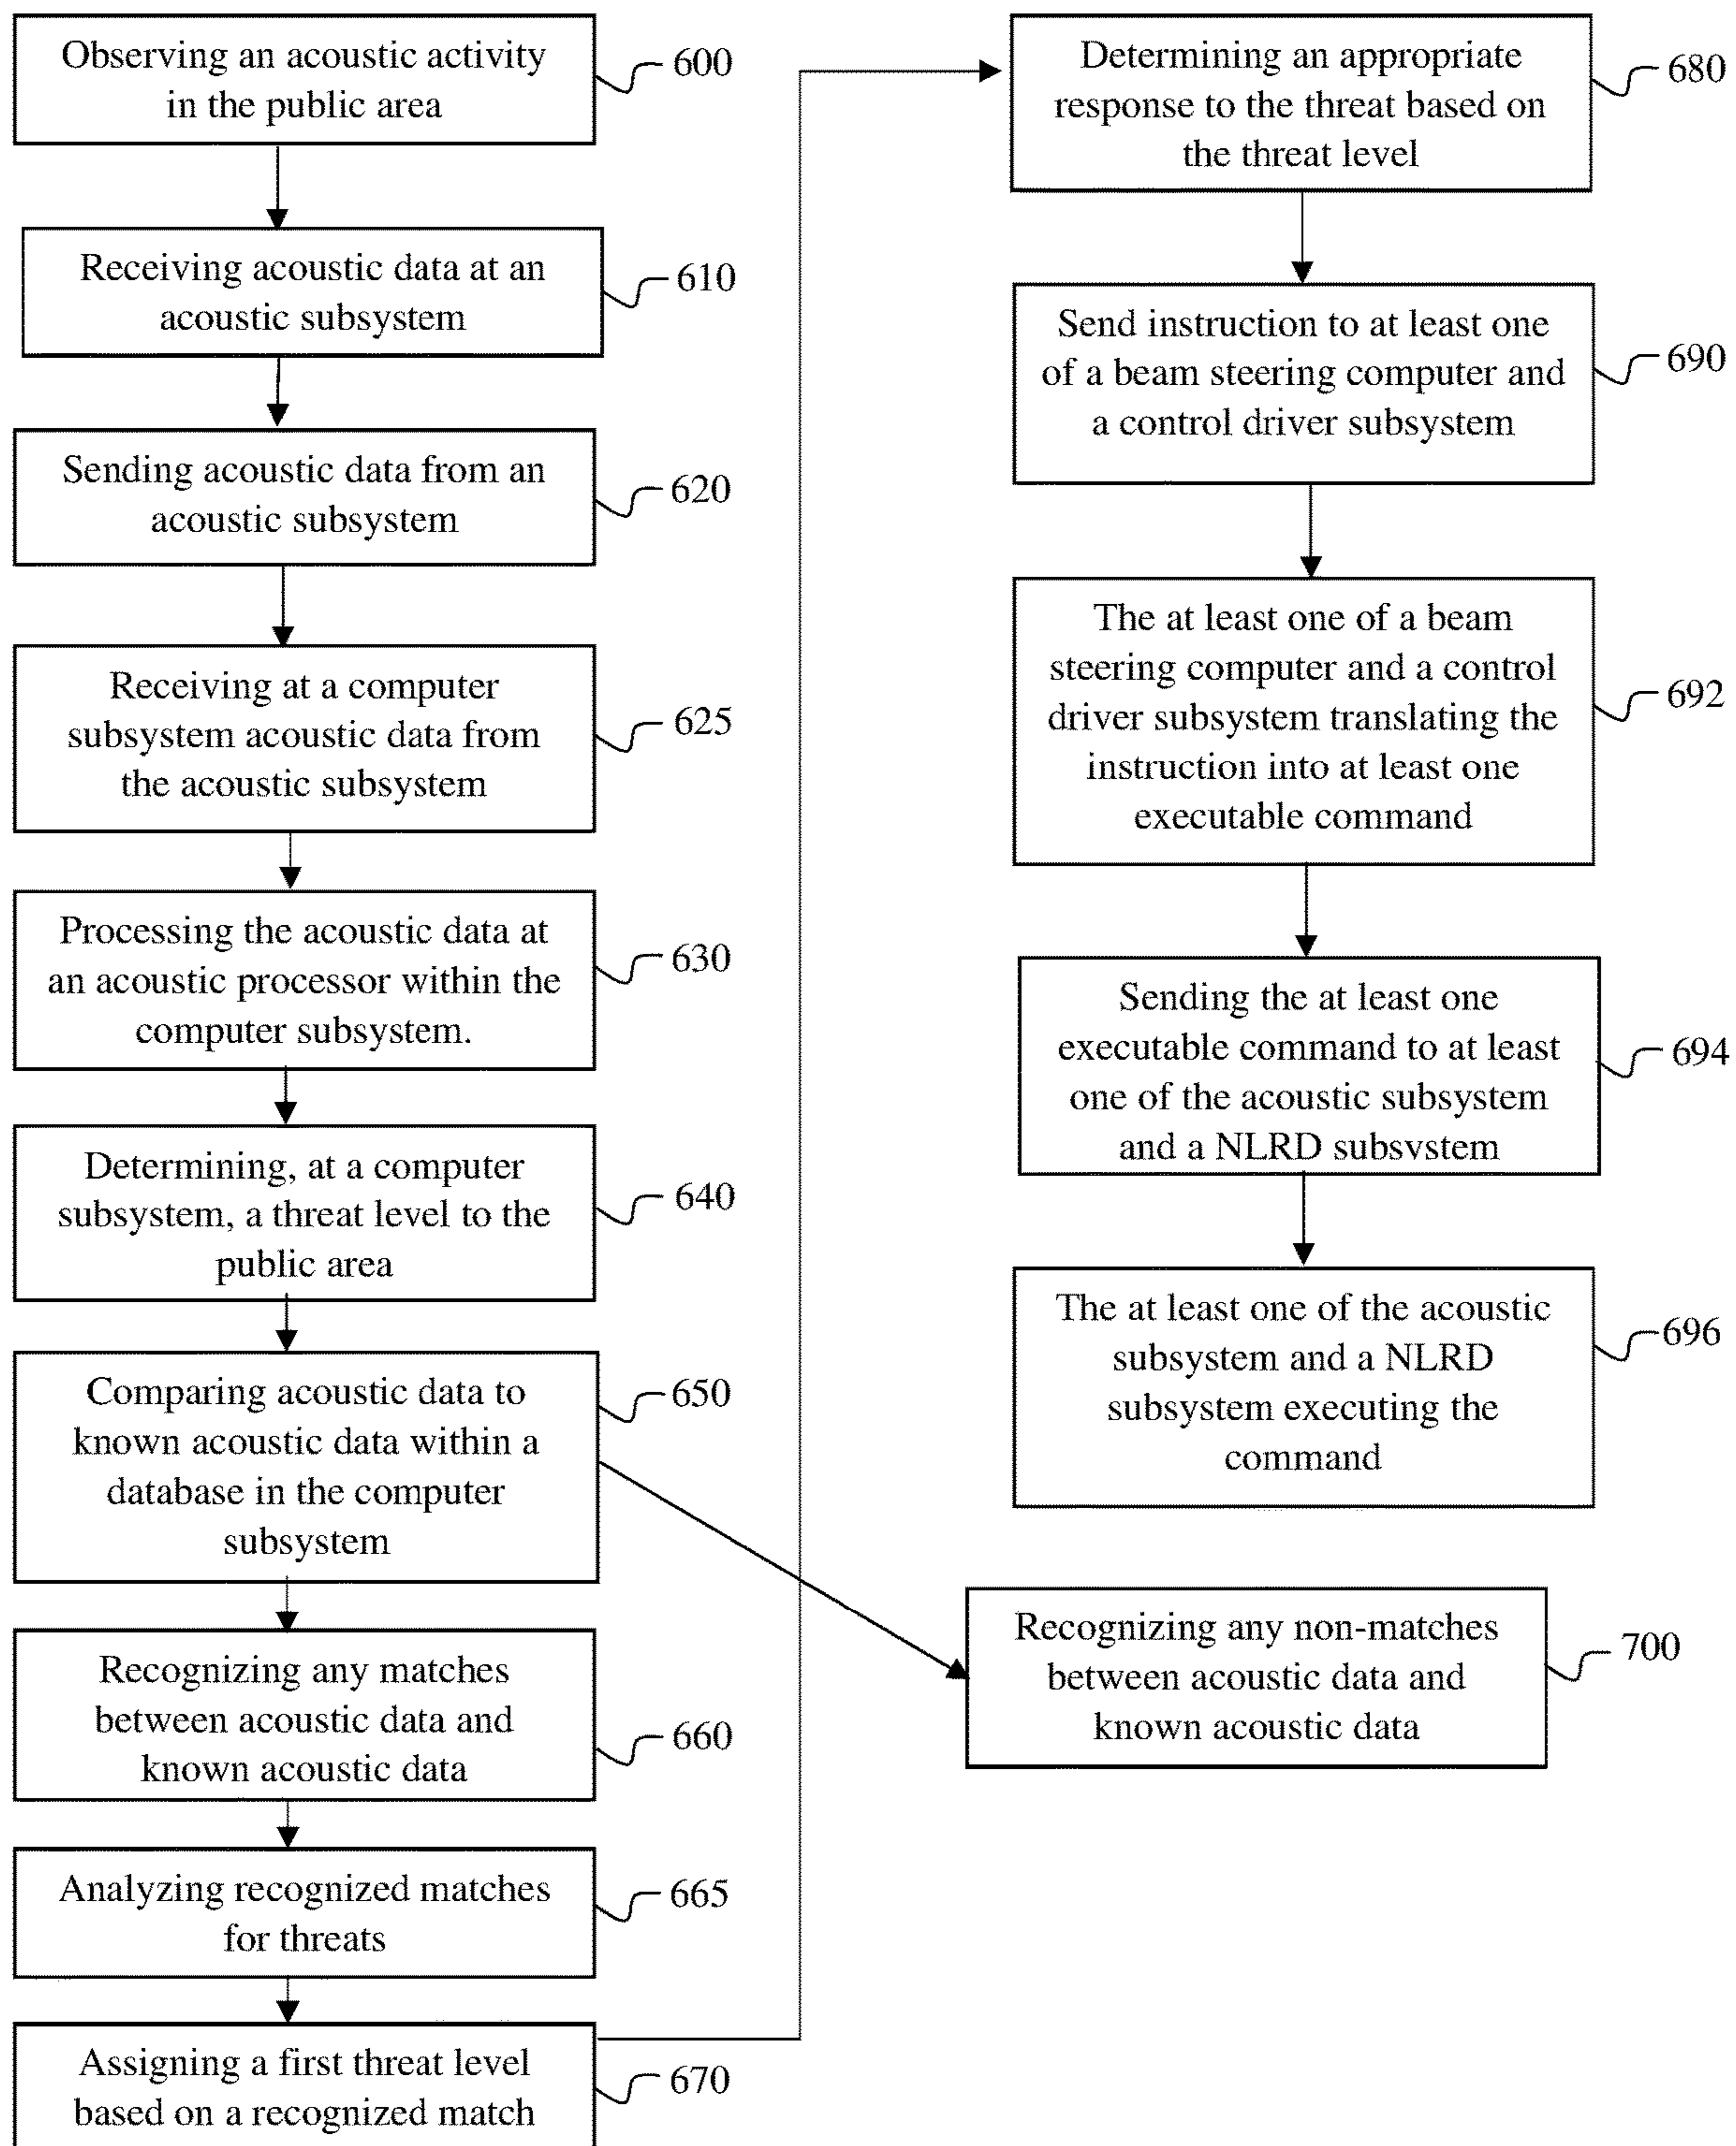 Observing an acoustic activity
in the public area
600
Receiving acoustic data at an
acoustic subsystem
610
Sending acoustic data from an
acoustic subsystem
620
Receiving at a computer
subsystem acoustic data from
the acoustic subsystem
625
Processing the acoustic data at
an acoustic processor within the
computer subsystem.
630
Determining, at a computer
subsystem, a threat level to the
public area
640
Comparing acoustic data to
known acoustic data within a
database in the computer
subsystem
650
Recognizing any matches
between acoustic data and
known acoustic data
660
Analyzing recognized matches
for threats
665
Assigning a first threat level
based on a recognized match
670
Determining an appropriate
response to the threat based on
the threat level
680
Send instruction to at least one
of a beam steering computer and
a control driver subsystem
690
The at least one of a beam
steering computer and a control
driver subsystem translating the
instruction into at least one
executable command
692
Sending the at least one
executable command to at least
one of the acoustic subsystem
and a NLRD subsystem
694
The at least one of the acoustic
subsystem and a NLRD
subsystem executing the
command
696
Recognizing any non-matches
between acoustic data and
known acoustic data
700